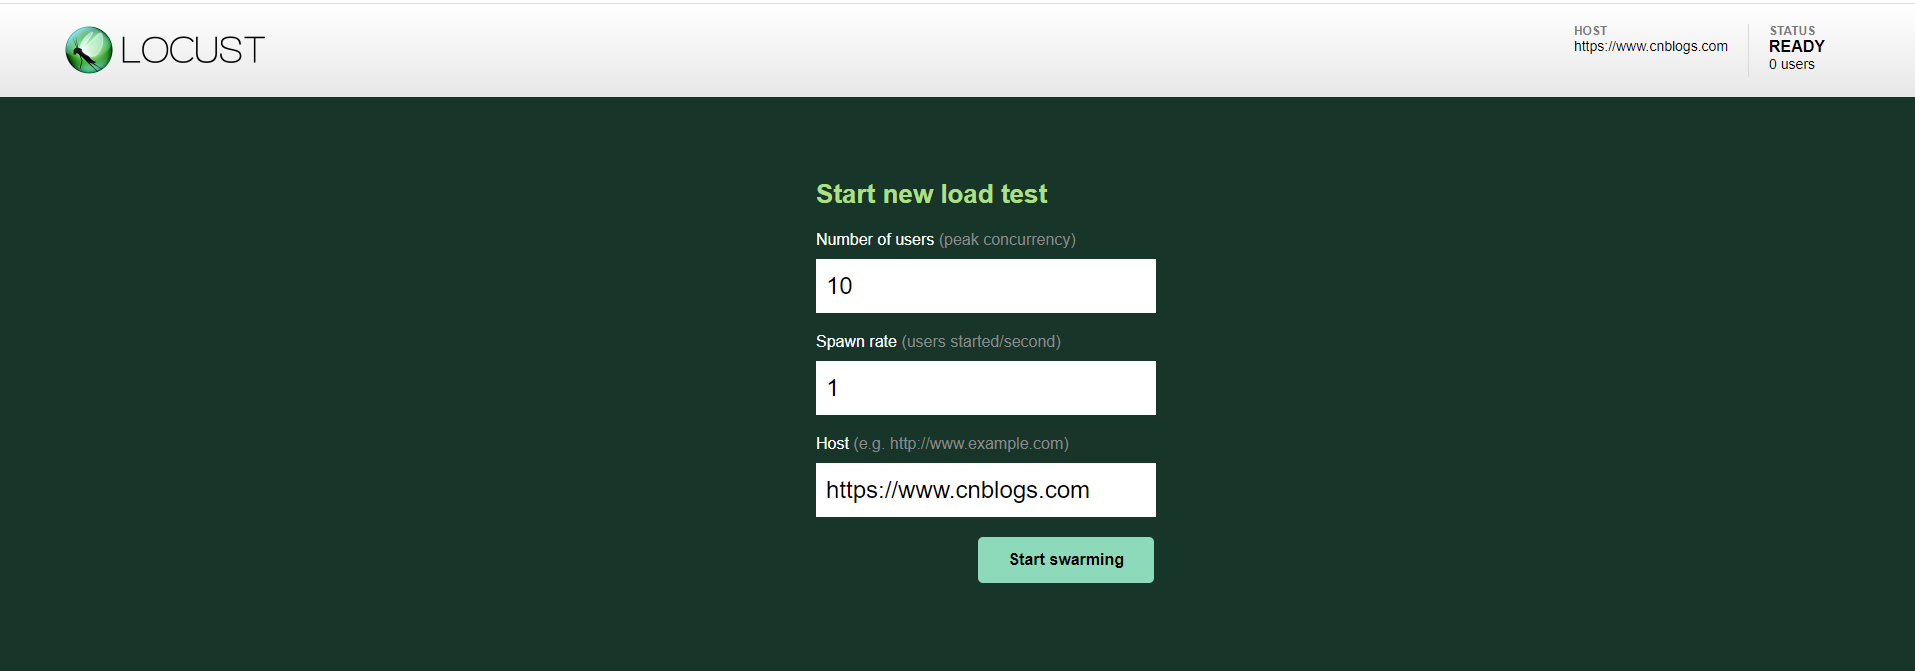 LOCUST
HOST
https://www.cnblogs.com
STATUS
READY
0 users
Start new load test
Number of users (peak concurrency)
10
Spawn rate (users started/second)
1
Host (e.g. http://www.example.com)
https://www.cnblogs.com
Start swarming